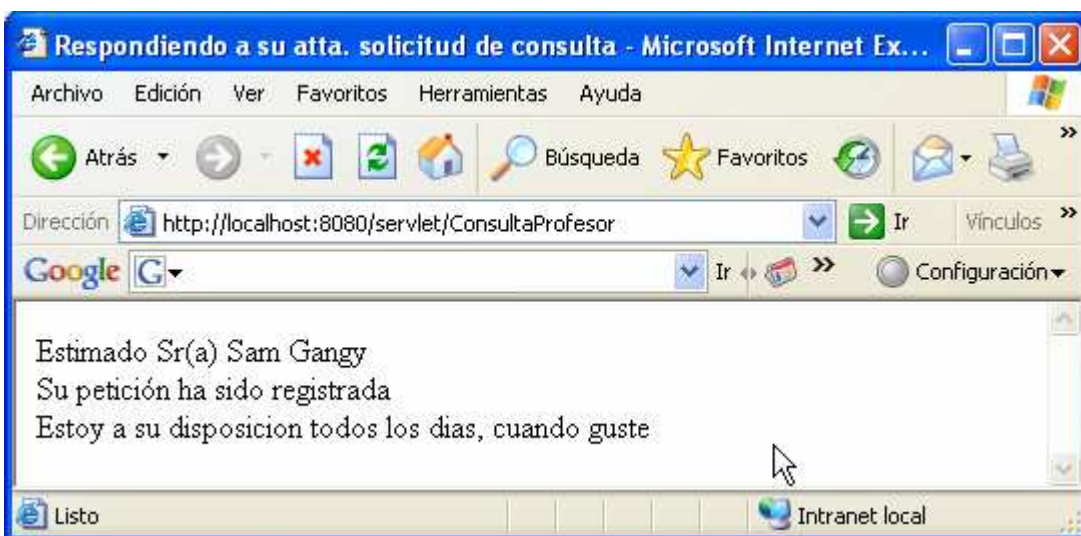 Respondiendo a su atta. solicitud de consulta - Microsoft Internet Ex...
Archivo Edición Ver Favoritos Herramientas Ayuda
Atrás Búsqueda Favoritos »
Dirección http://localhost:8080/servlet/ConsultaProfesor Ir Vínculos »
Google G Ir » Configuración
Estimado Sr(a) Sam Gangy
Su petición ha sido registrada
Estoy a su disposicion todos los dias, cuando guste
Listo Intranet local